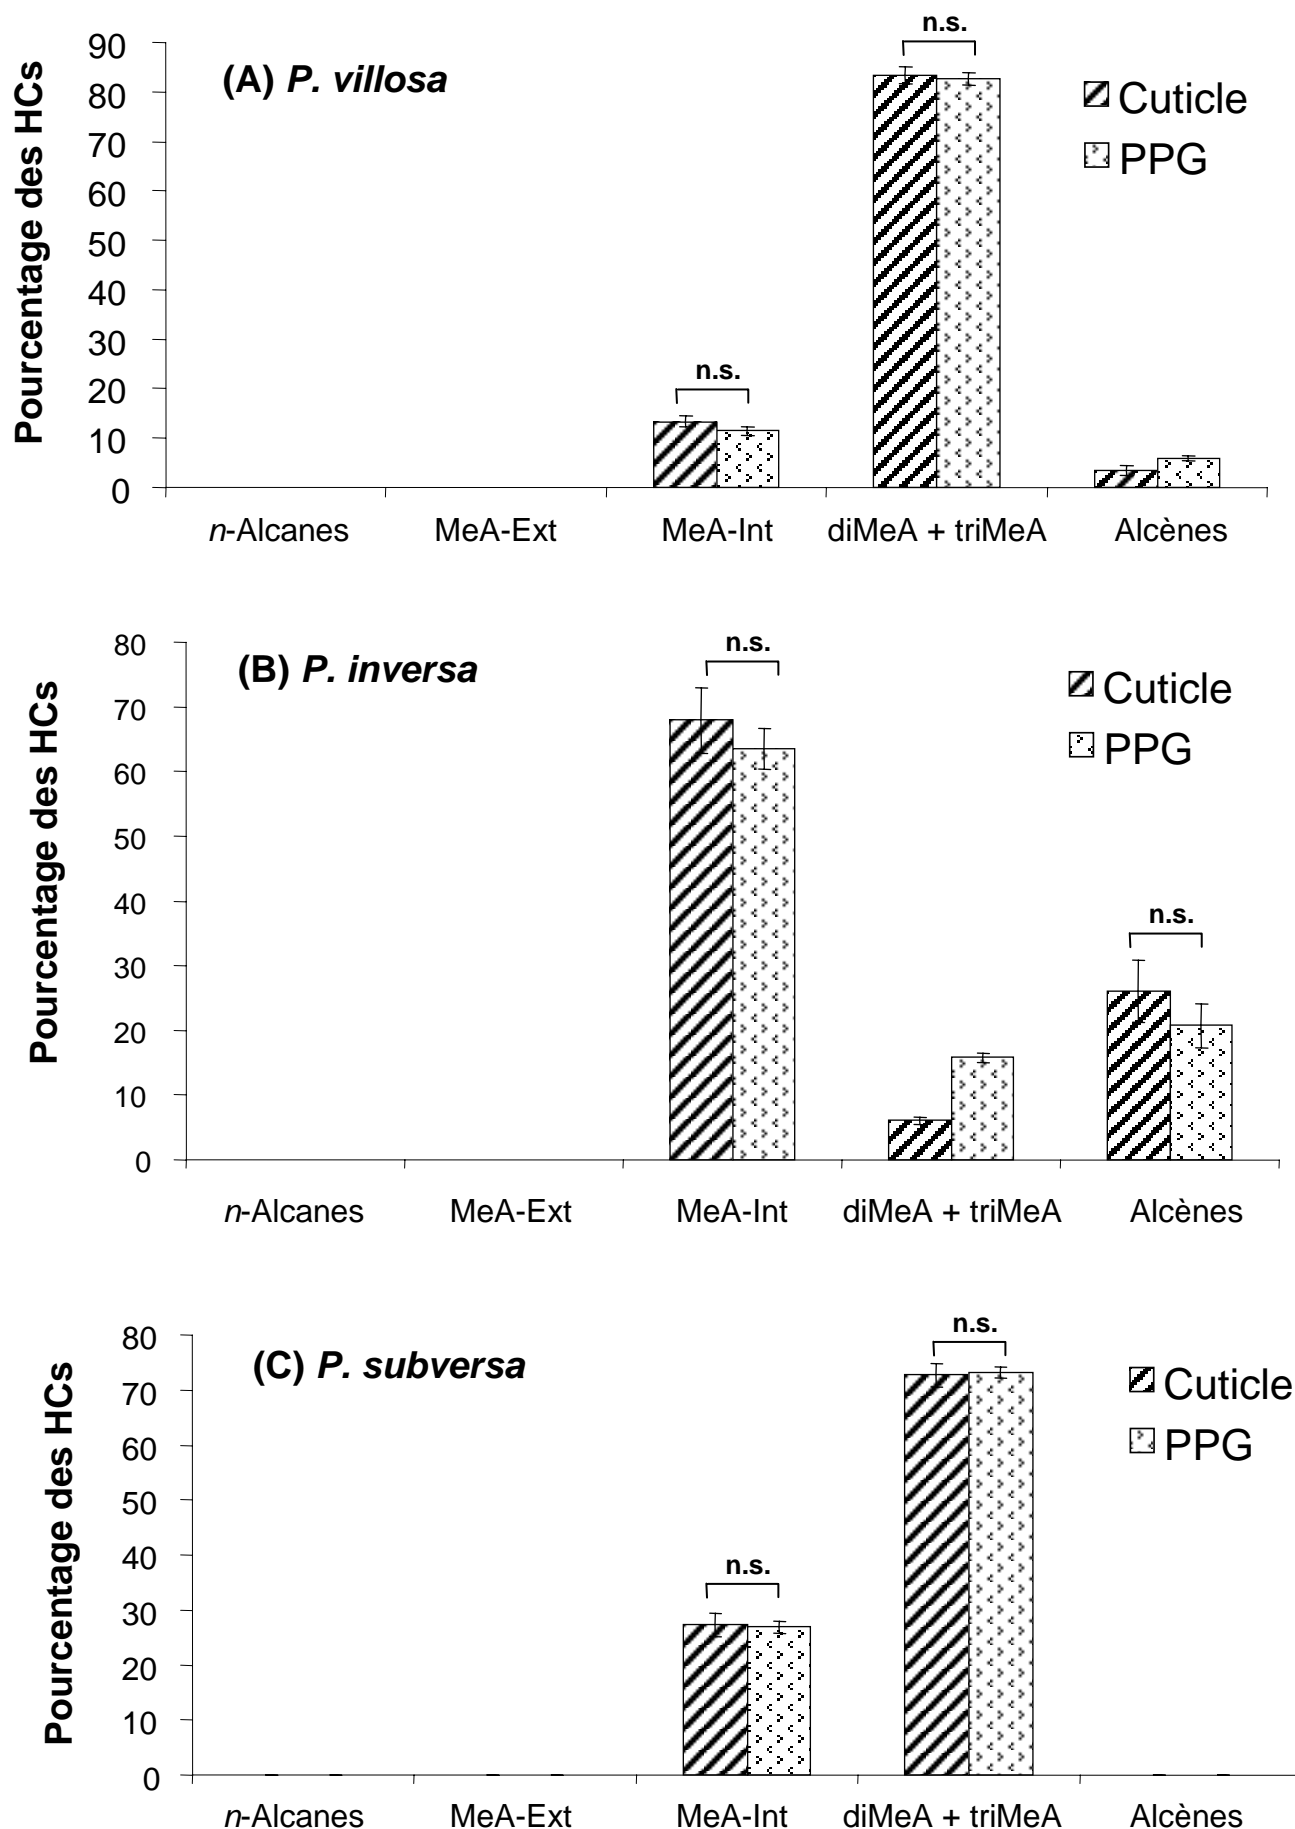 n.s.
(A) P. villosa
Pourcentage des HCs
90
80
70
60
50
40
30
20
10
0
Cuticle
PPG
n.s.
n-Alcanes MeA-Ext MeA-Int diMeA + triMeA Alcènes
n.s.
(B) P. inversa
Pourcentage des HCs
80
70
60
50
40
30
20
10
0
Cuticle
PPG
n.s.
n-Alcanes MeA-Ext MeA-Int diMeA + triMeA Alcènes
n.s.
(C) P. subversa
Pourcentage des HCs
80
70
60
50
40
30
20
10
0
Cuticle
PPG
n.s.
n-Alcanes MeA-Ext MeA-Int diMeA + triMeA Alcènes